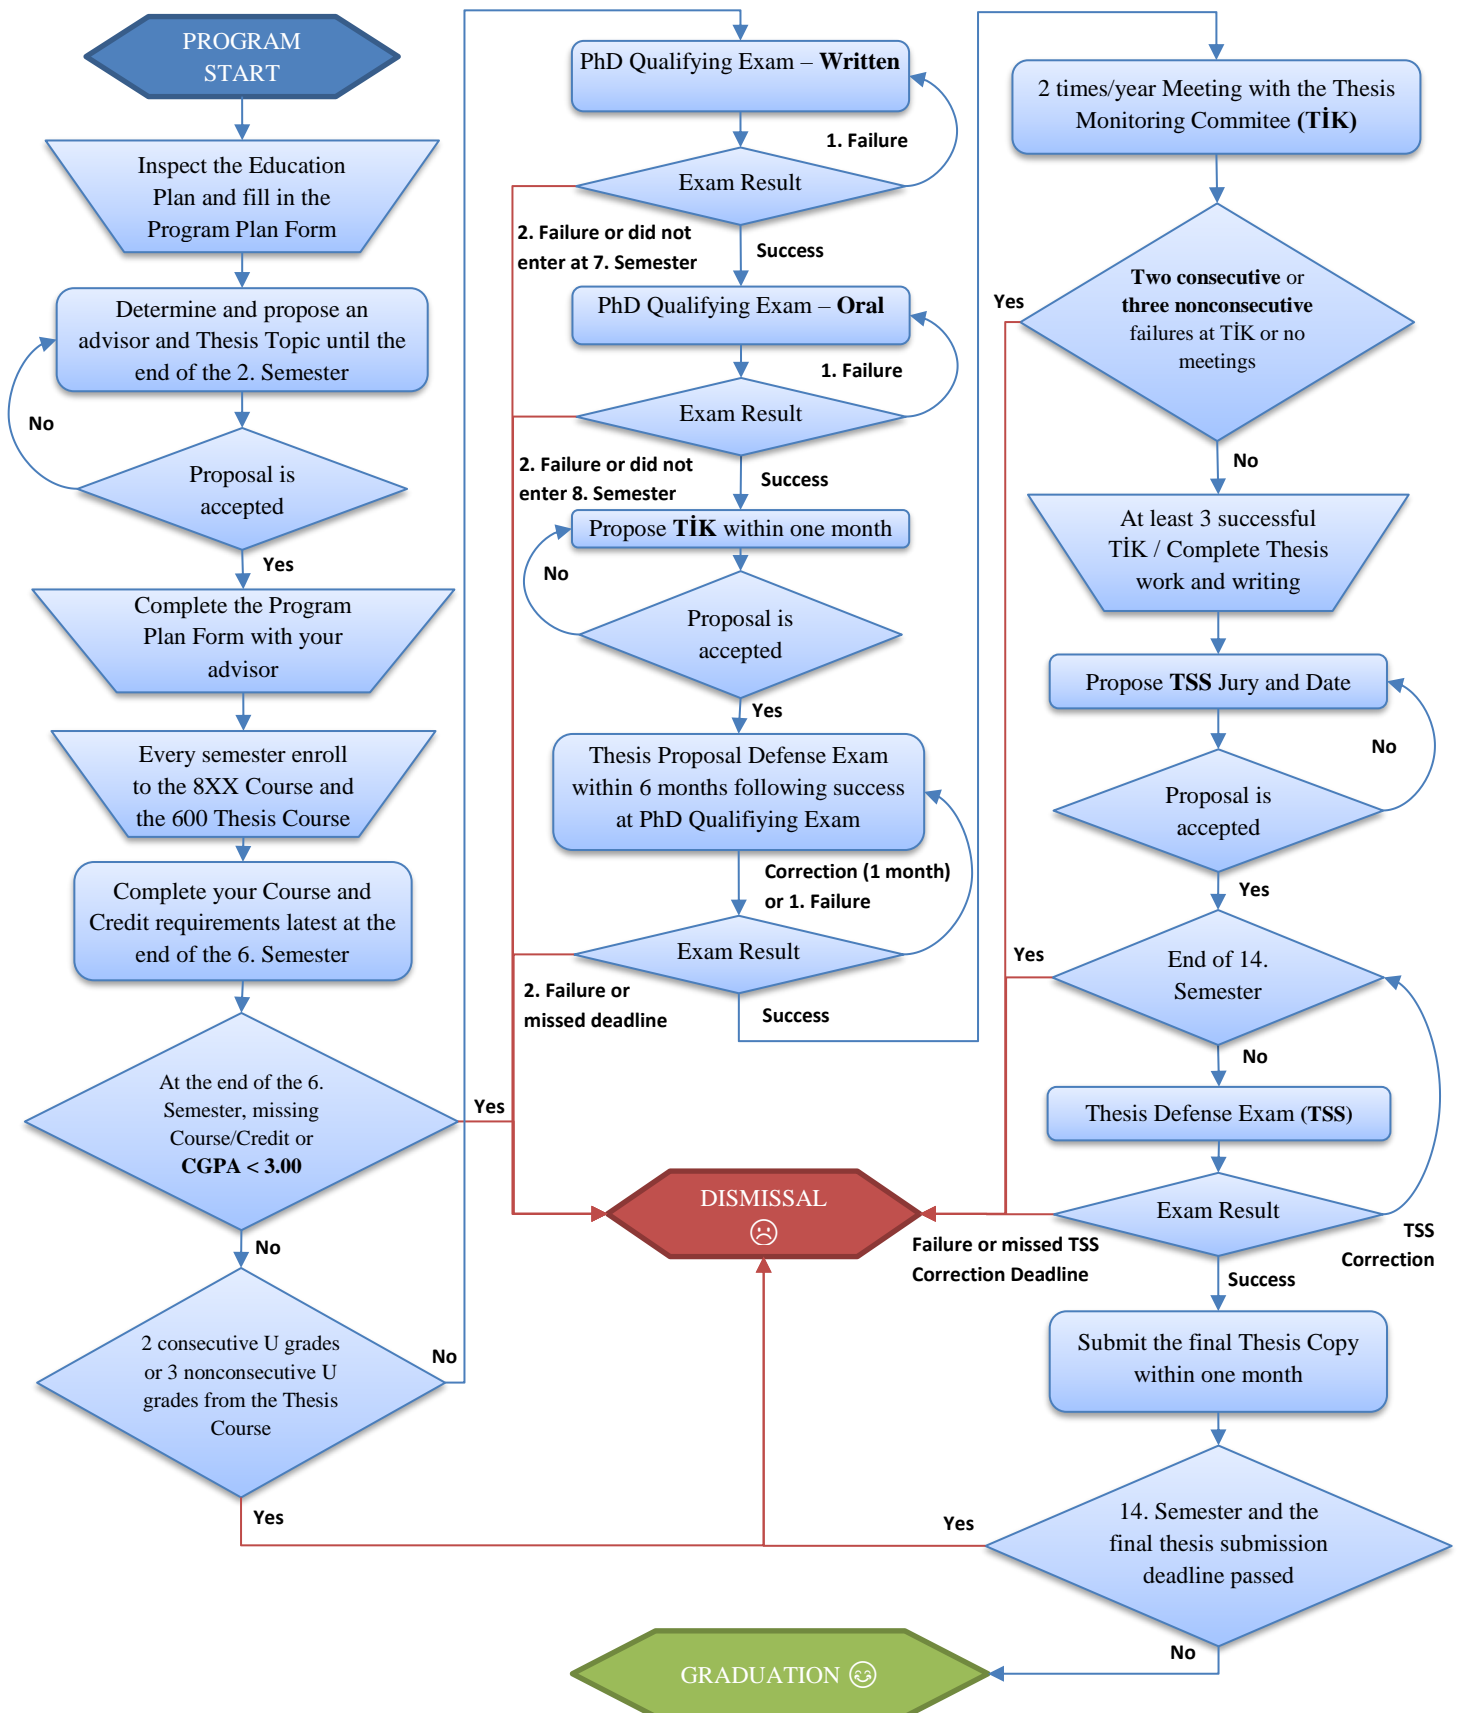 PROGRAM
START
Inspect the Education
Plan and fill in the
Program Plan Form
Determine and propose an
advisor and Thesis Topic until the
end of the 2. Semester
No
Proposal is
accepted
Yes
Complete the Program
Plan Form with your
advisor
Every semester enroll
to the 8XX Course and
the 600 Thesis Course
Complete your Course and
Credit requirements latest at the
end of the 6. Semester
At the end of the 6.
Semester, missing
Course/Credit or
CGPA < 3.00
Yes
No
2 consecutive U grades
or 3 nonconsecutive U
grades from the Thesis
Course
No
Yes
PhD Qualifying Exam – Written
1. Failure
Exam Result
2. Failure or did not
enter at 7. Semester
Success
PhD Qualifying Exam – Oral
1. Failure
Exam Result
2. Failure or did not
enter 8. Semester
Success
Propose TİK within one month
No
Proposal is
accepted
Yes
Thesis Proposal Defense Exam
within 6 months following success
at PhD Qualifiying Exam
Correction (1 month)
or 1. Failure
Exam Result
2. Failure or
missed deadline
Success
DISMISSAL
☹
2 times/year Meeting with the Thesis
Monitoring Commitee (TİK)
Two consecutive or
three nonconsecutive
failures at TİK or no
meetings
Yes
No
At least 3 successful
TİK / Complete Thesis
work and writing
Propose TSS Jury and Date
No
Proposal is
accepted
Yes
End of 14.
Semester
Yes
No
Thesis Defense Exam (TSS)
Exam Result
TSS
Correction
Failure or missed TSS
Correction Deadline
Success
Submit the final Thesis Copy
within one month
14. Semester and the
final thesis submission
deadline passed
Yes
No
GRADUATION 😊